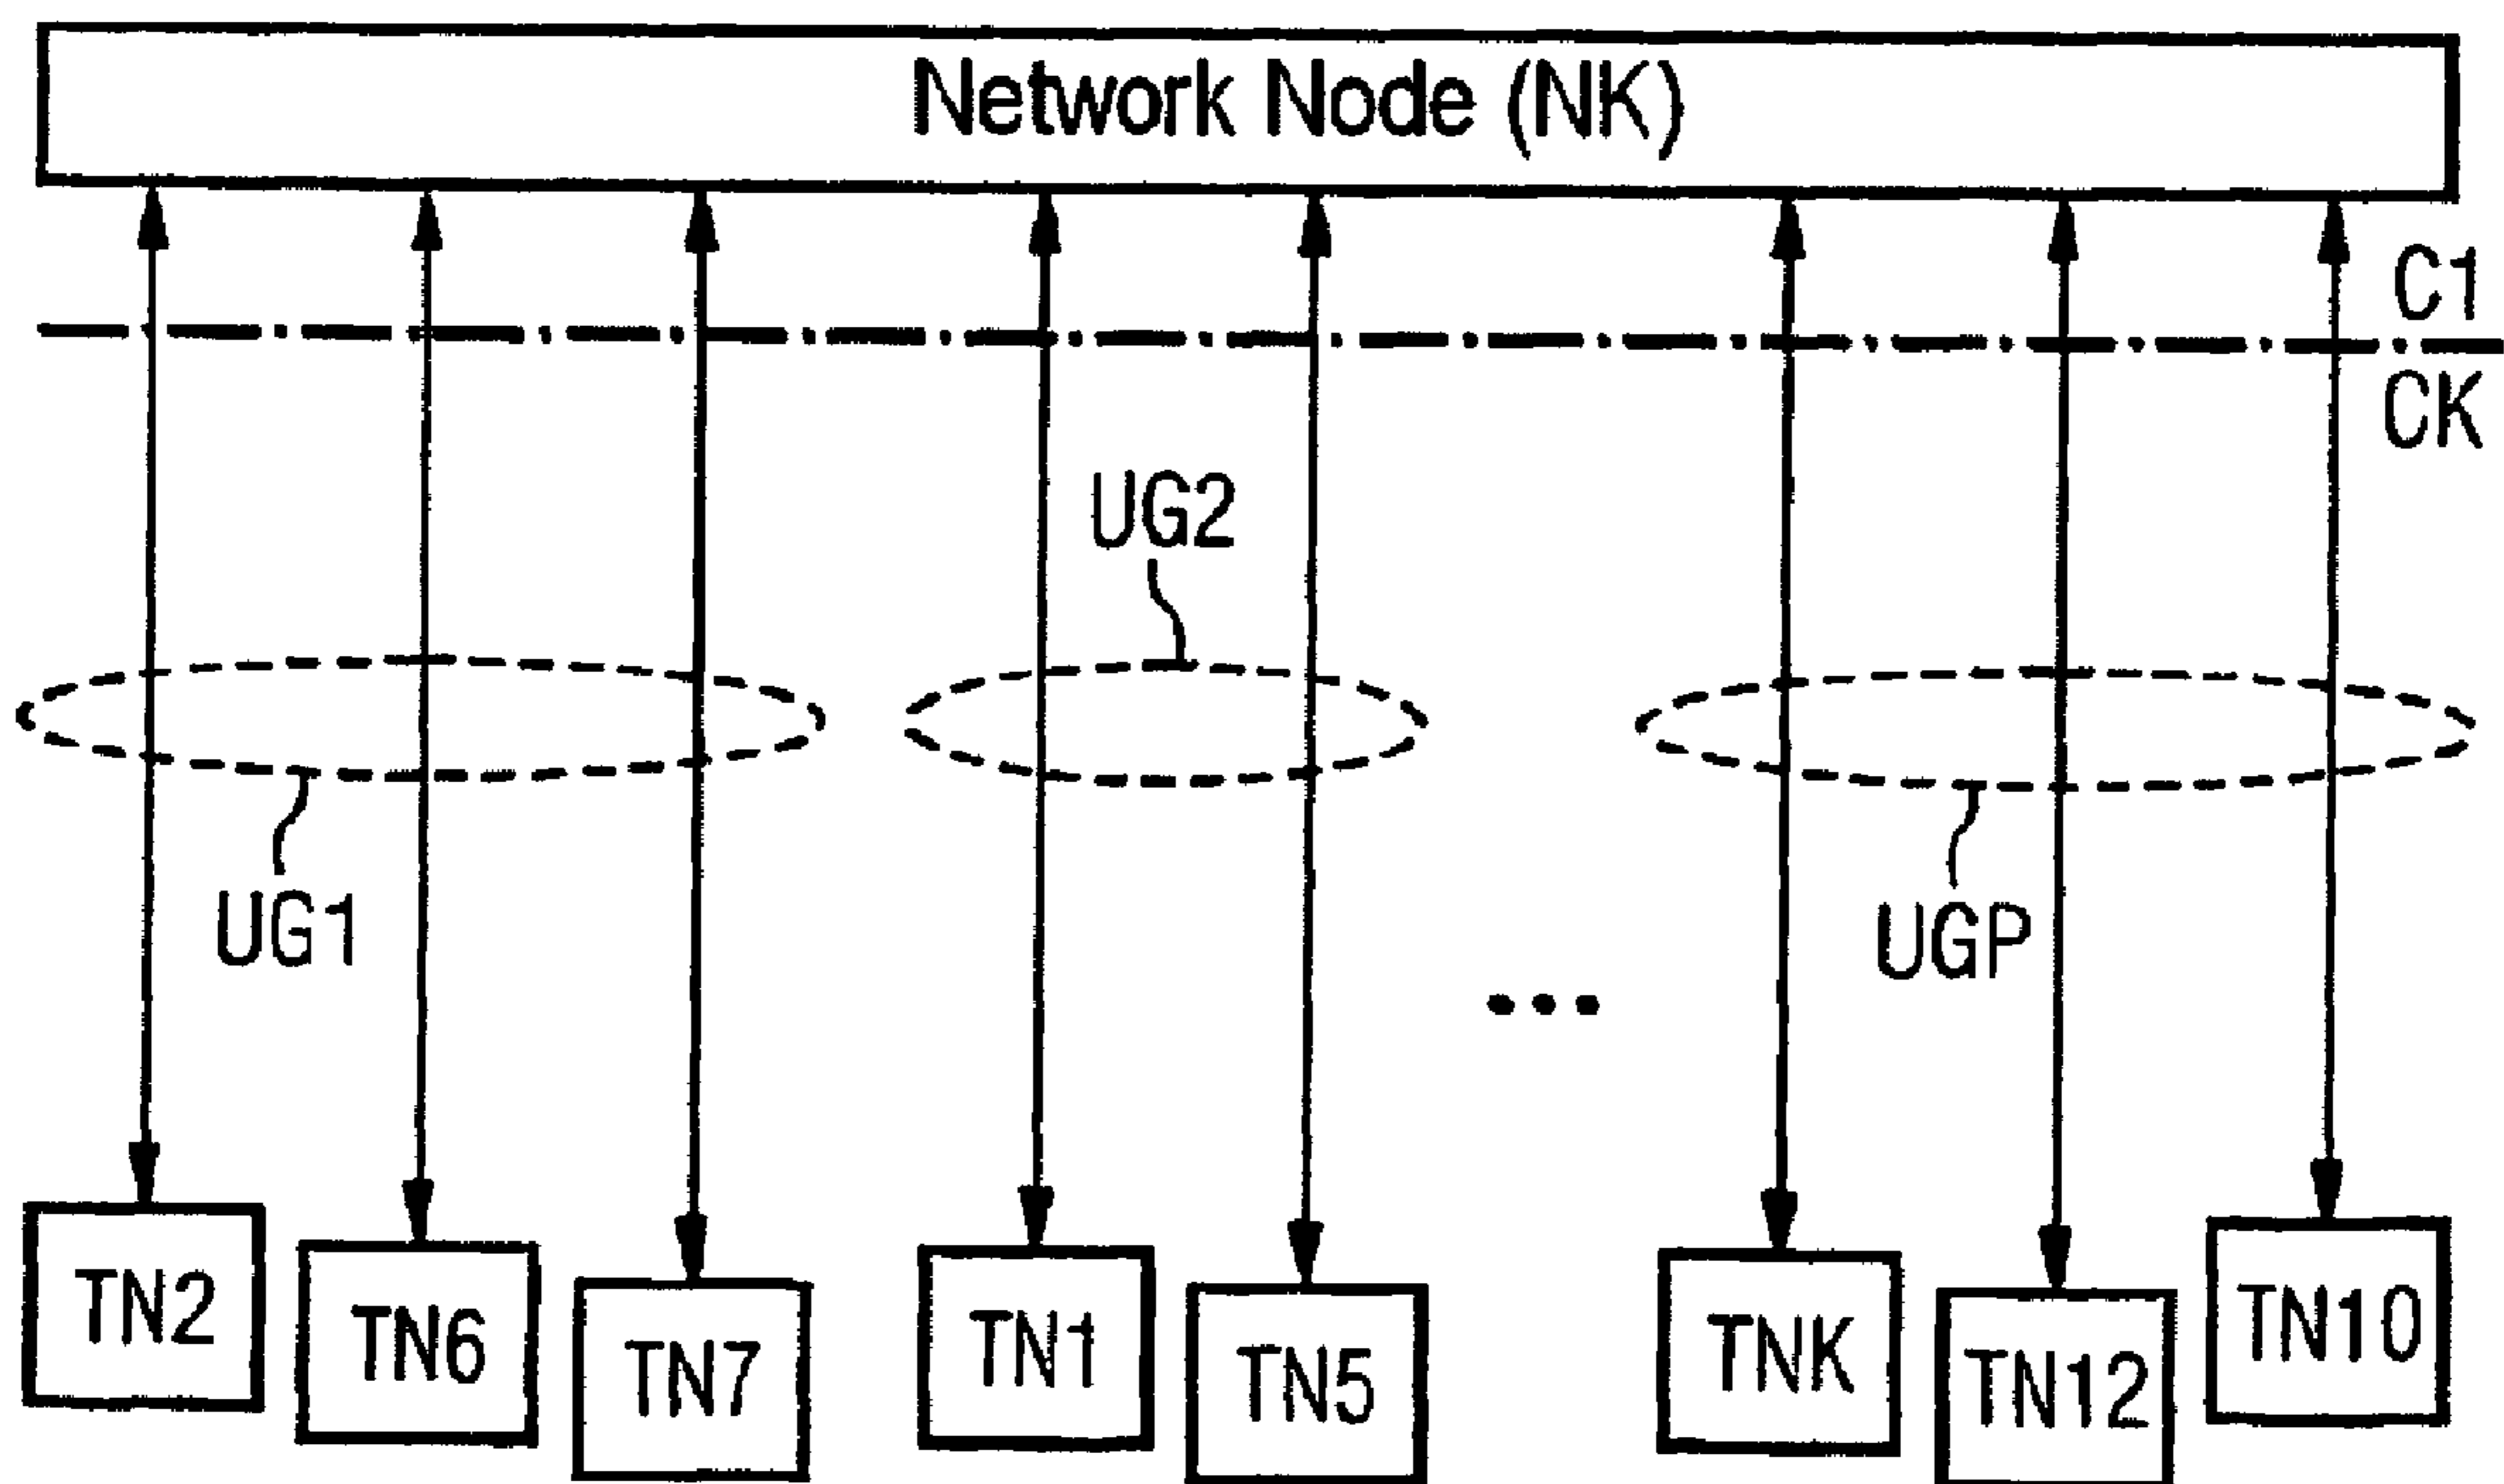 Network Node (NK)
C1
CK
UG2
UG1
UGP
...
TN2
TN6
TN7
TN1
TN5
TNK
TN12
TN10